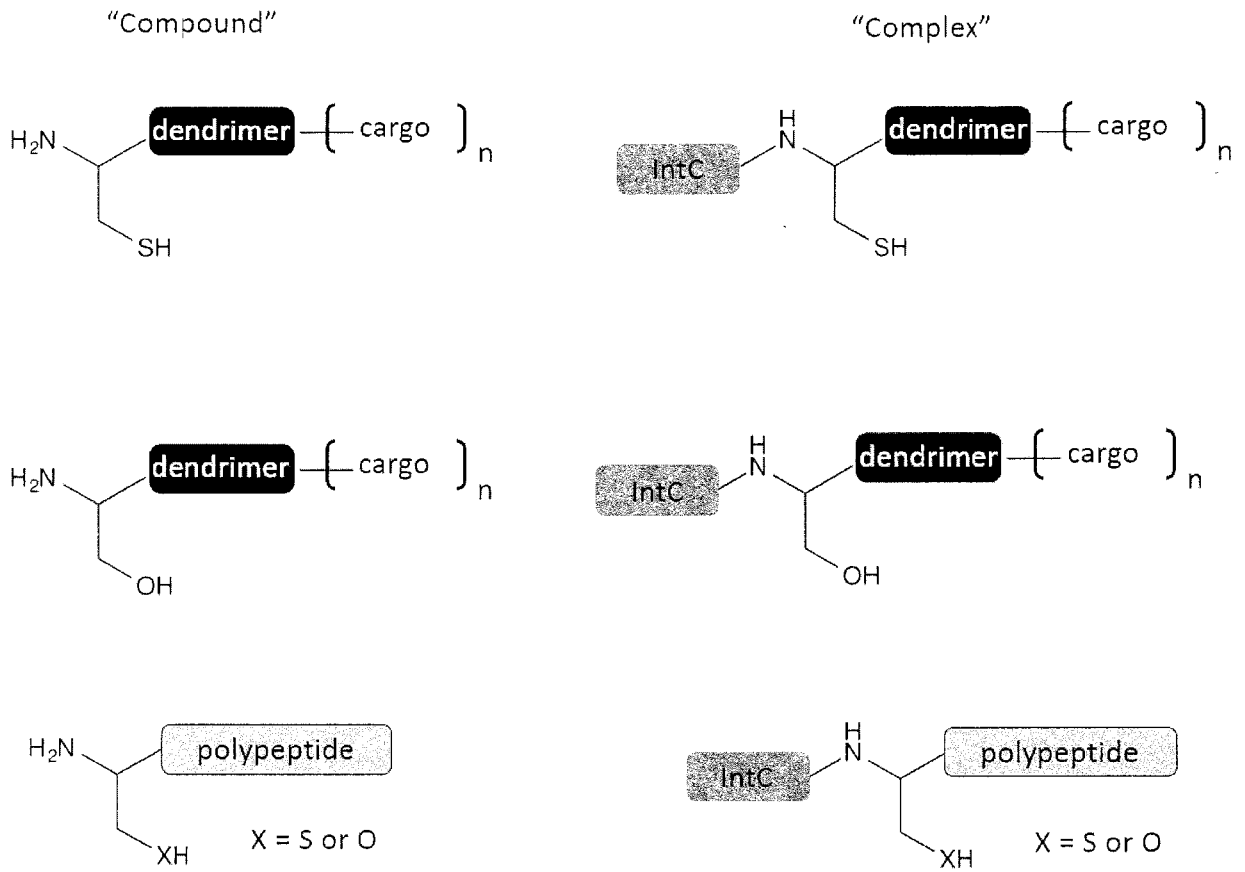 “Compound” “Complex”
H₂N dendrimer cargo n
SH
IntC H N dendrimer cargo n
SH
H₂N dendrimer cargo n
OH
IntC H N dendrimer cargo n
OH
H₂N polypeptide
XH X = S or O
IntC H N polypeptide
XH X = S or O